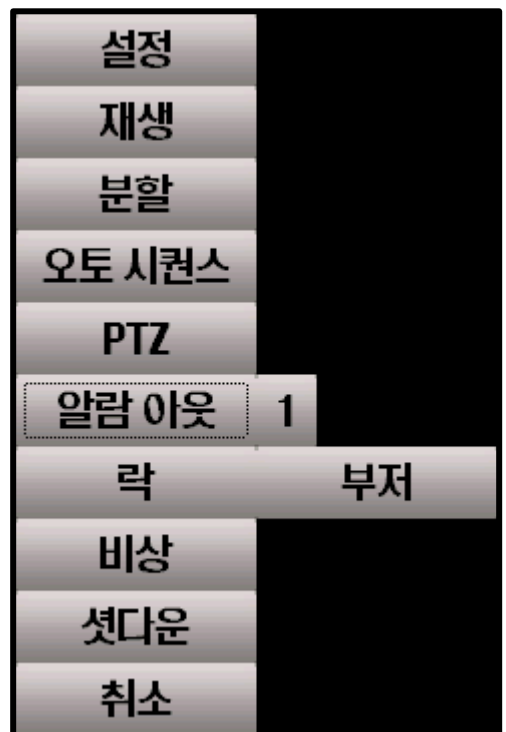 설정
재생
분할
오토 시퀀스
PTZ
알람 아웃 1
락 부저
비상
셧다운
취소